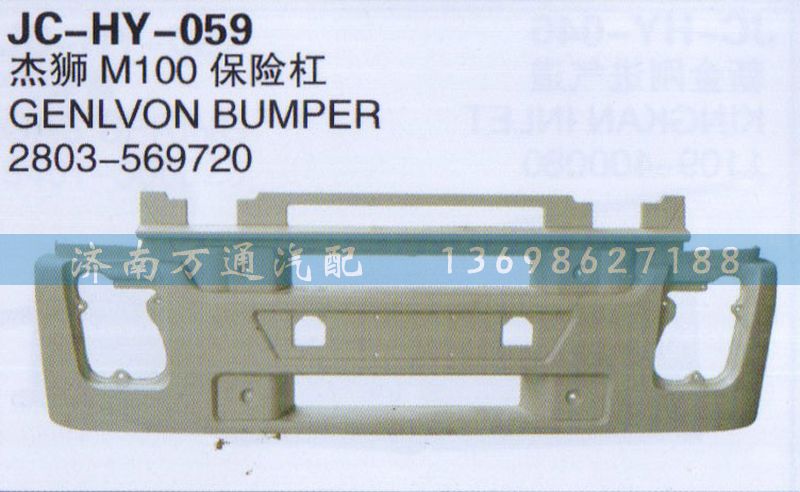 JC-HY-059
杰狮 M100 保险杠
GENLVON BUMPER
2803-569720
济南万通汽配 13698627188